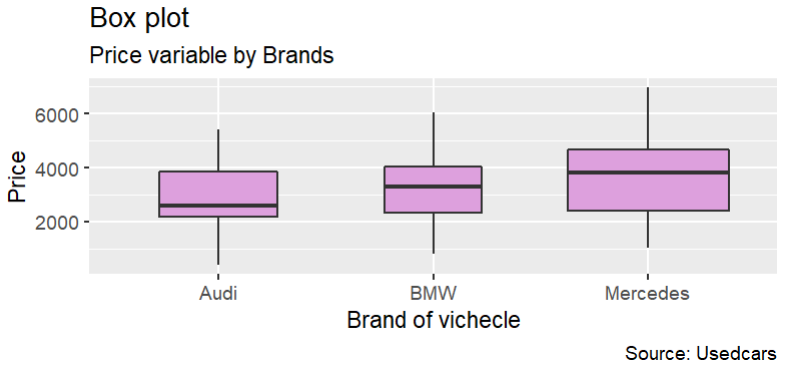 Box plot
Price variable by Brands
Price
6000
4000
2000
Audi BMW Mercedes
Brand of vichecle
Source: Usedcars